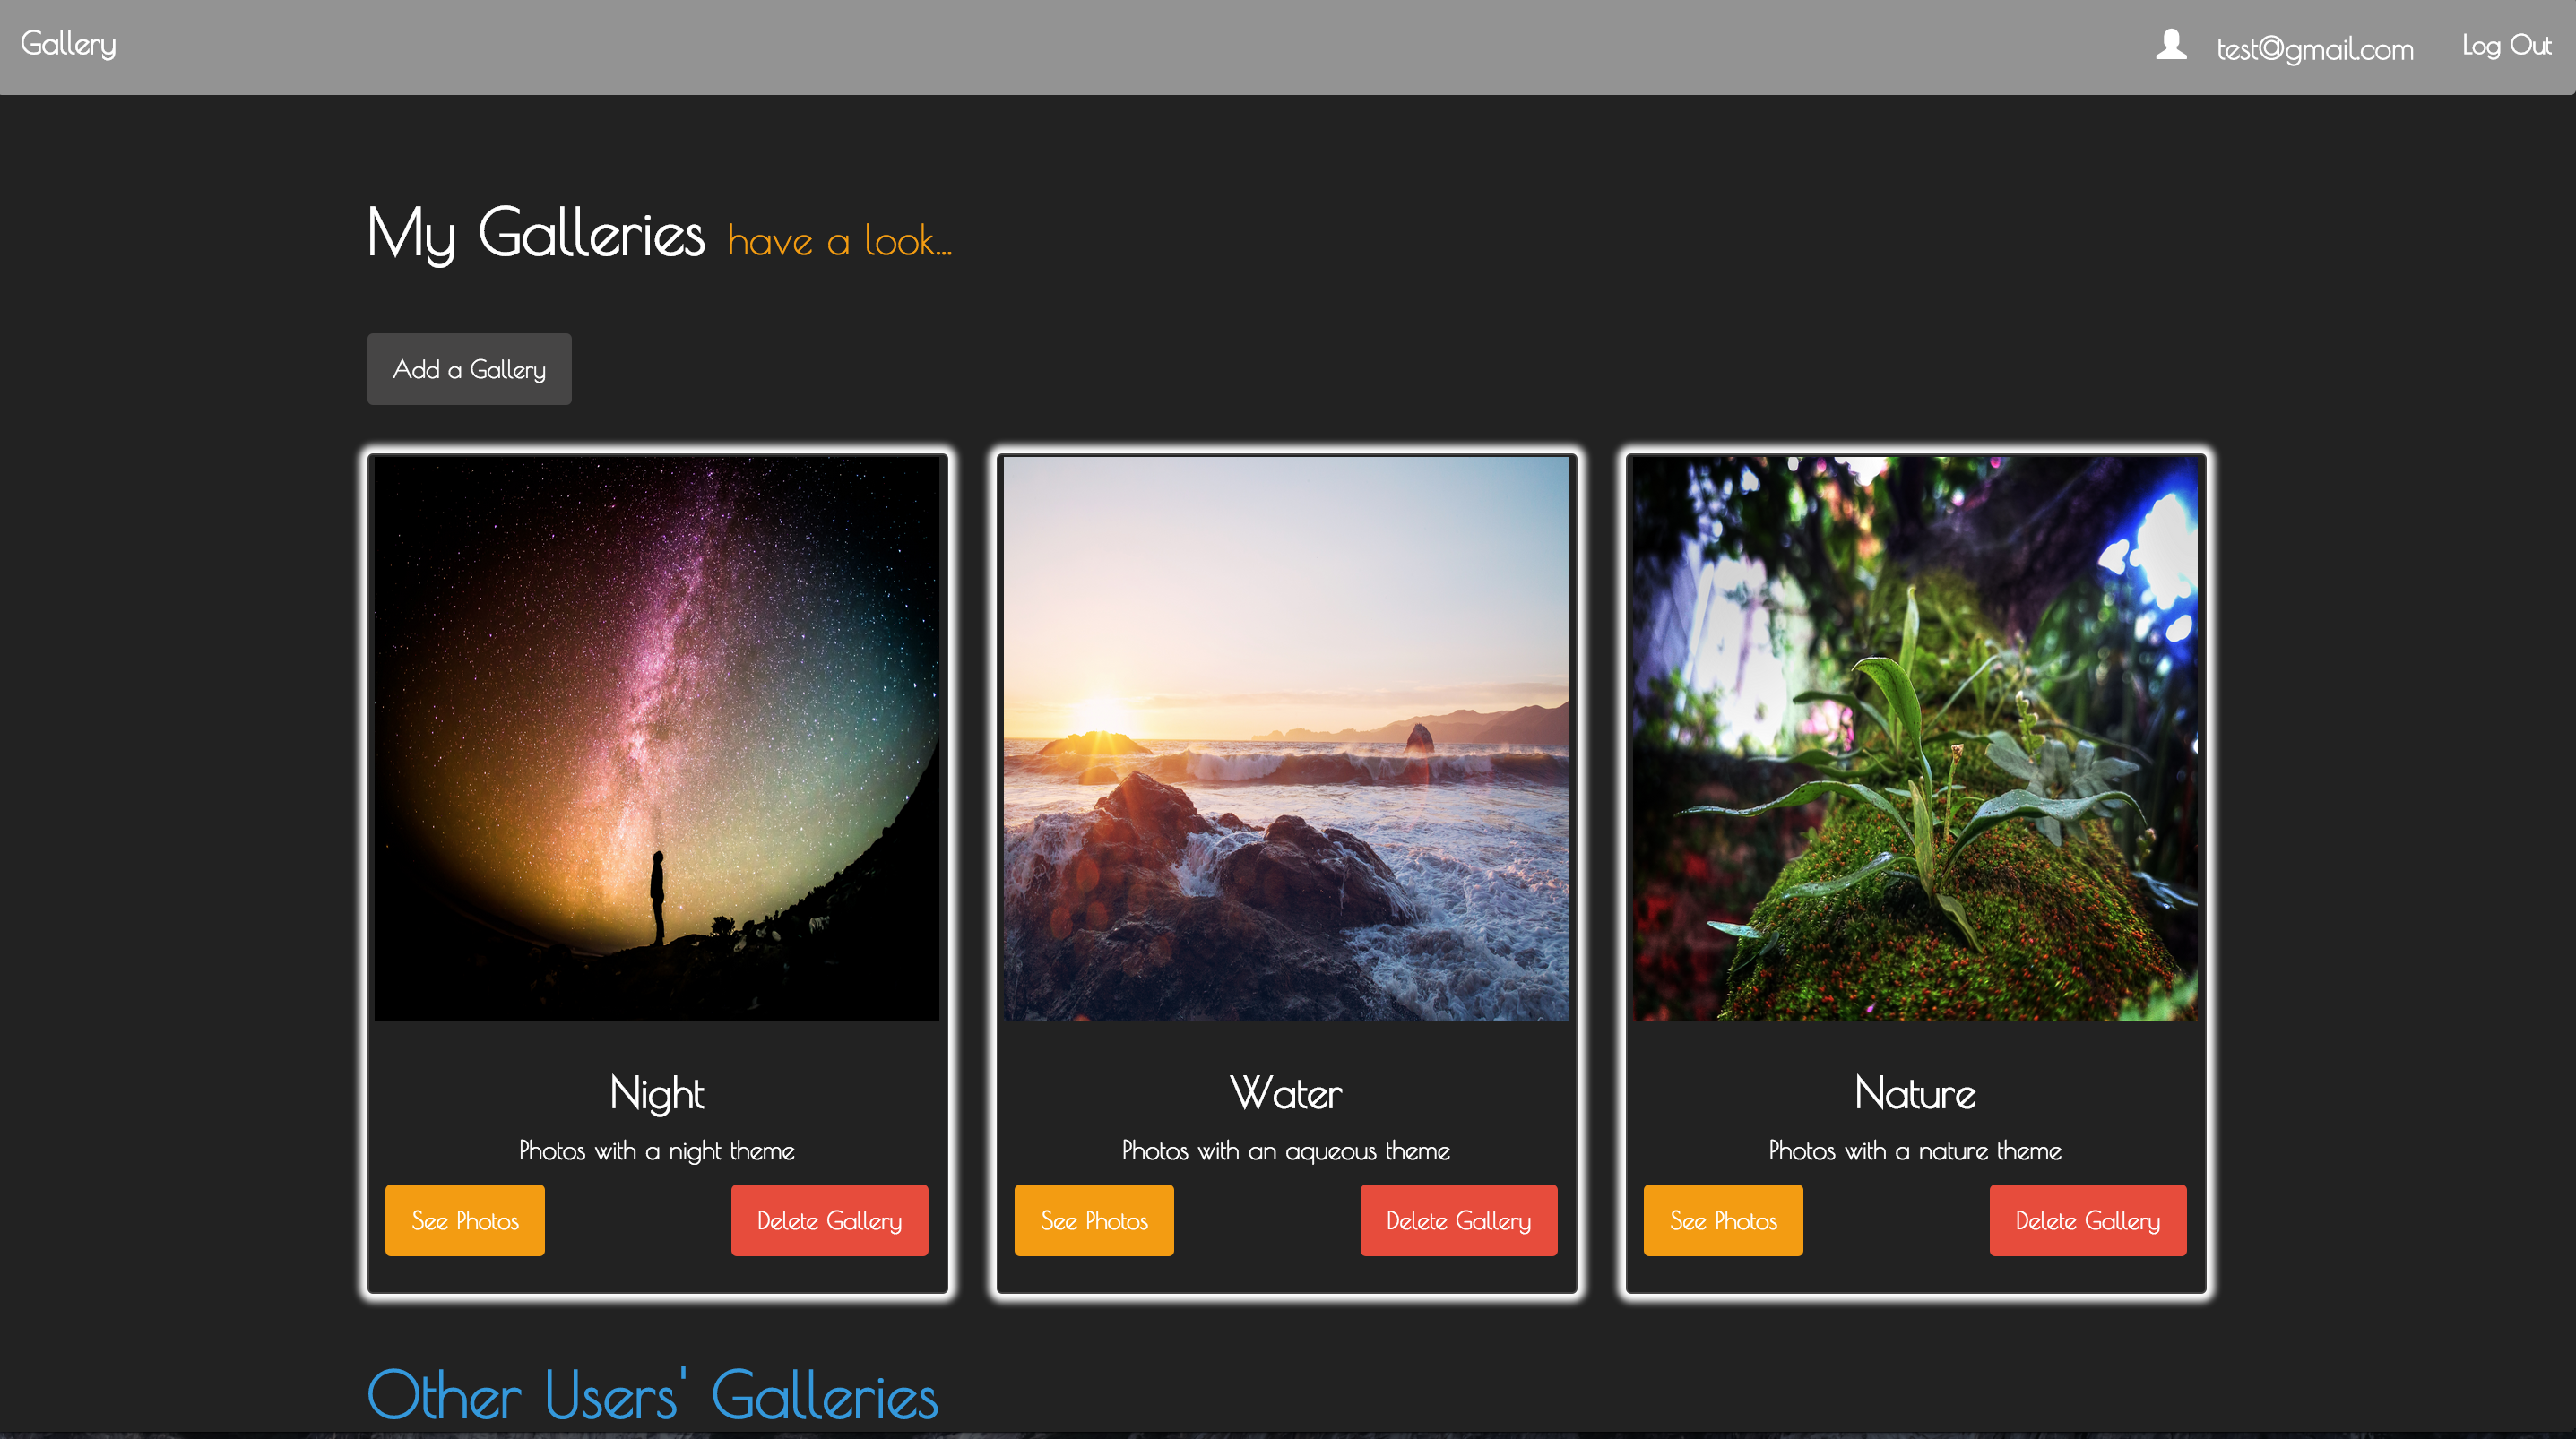 Gallery
test@gmail.com
Log Out
My Galleries have a look...
Add a Gallery
Night
Photos with a night theme
See Photos
Delete Gallery
Water
Photos with an aqueous theme
See Photos
Delete Gallery
Nature
Photos with a nature theme
See Photos
Delete Gallery
Other Users' Galleries